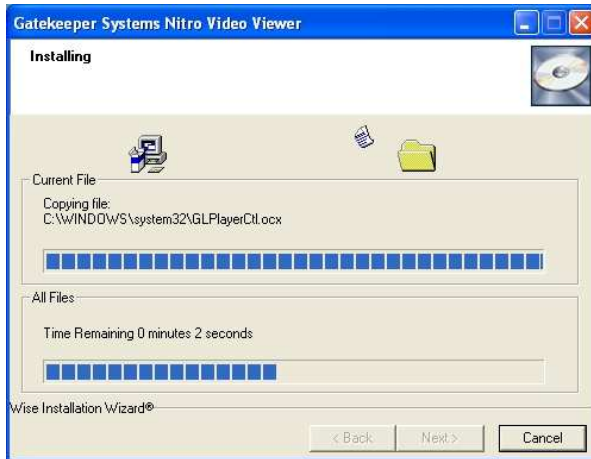 Gatekeeper Systems Nitro Video Viewer
Installing
Current File
Copying file:
C:\WINDOWS\system32\GLPlayerCtl.ocx
All Files
Time Remaining 0 minutes 2 seconds
Wise Installation Wizard®
< Back
Next >
Cancel